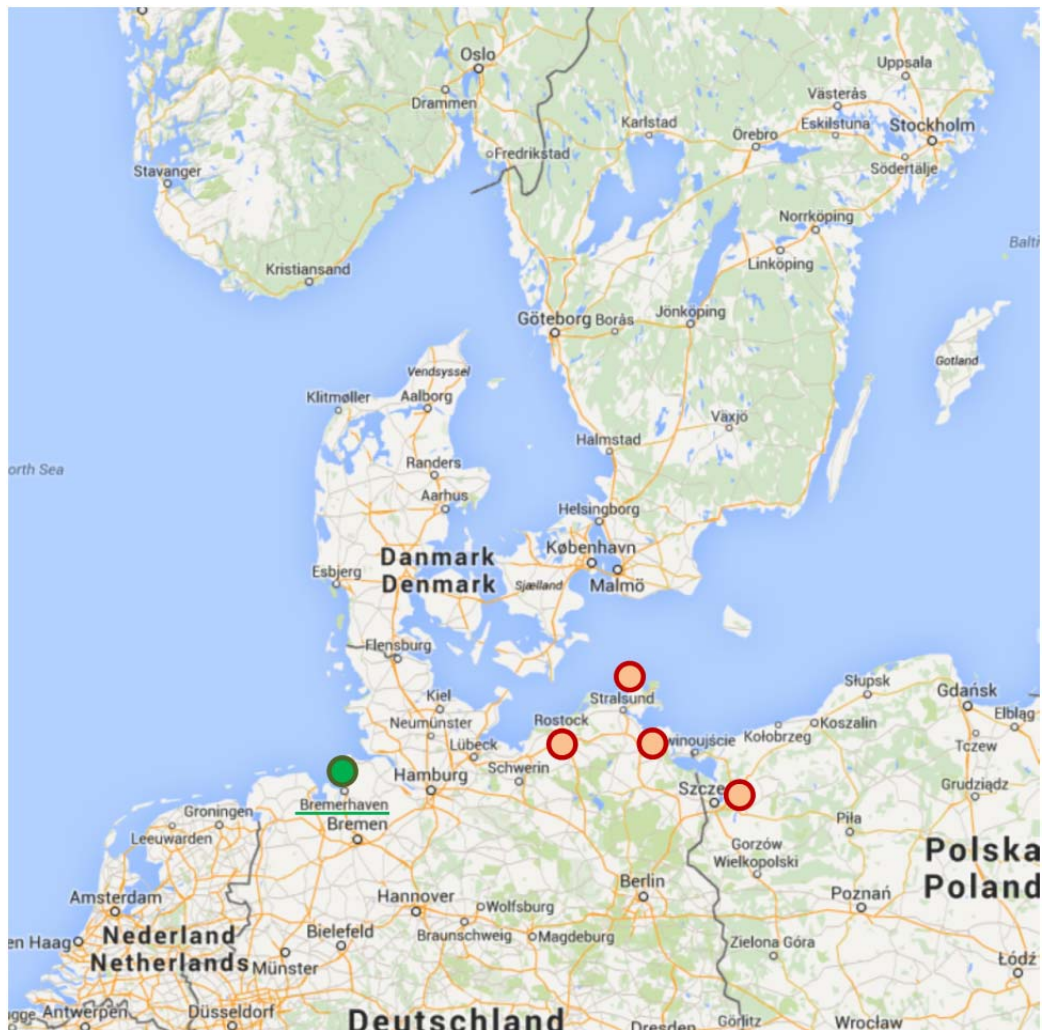 Oslo
Uppsala
Drammen
Västerås
Karlstad
Eskilstuna
Stockholm
Örebro
Fredrikstad
Södertälje
Stavanger
Norrköping
Balti
Kristiansand
Linköping
Göteborg
Borås
Jönköping
Gotland
Vendsyssel
Klitmøller
Aalborg
Växjö
Halmstad
orth Sea
Randers
Aarhus
Helsingborg
Danmark
Denmark
København
Esbjerg
Sjælland
Malmö
Flensburg
Słupsk
Gdańsk
Kiel
Stralsund
Elbląg
Neumünster
Rostock
Koszalin
winoujście
Kołobrzeg
Tczew
Lübeck
Schwerin
Hamburg
Szcze
Grudziądz
Bremerhaven
Groningen
Piła
Leeuwarden
Bremen
Gorzów
Wielkopolski
Polska
Poland
Berlin
Amsterdam
Hannover
Wolfsburg
Poznań
en Haag
Nederland
Netherlands
Bielefeld
Braunschweig
Magdeburg
Zielona Góra
Münster
Łódź
gge
Antwerpen
Düsseldorf
Deutschland
Dresden
Görlitz
Wrocław